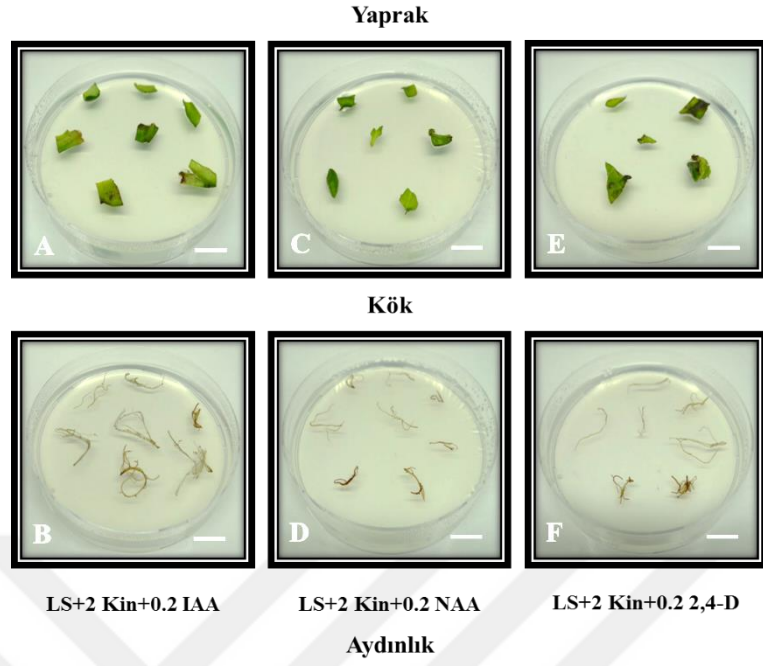 Yaprak
A C E
Kök
B D F
LS+2 Kin+0.2 IAA LS+2 Kin+0.2 NAA LS+2 Kin+0.2 2,4-D
Aydınlık